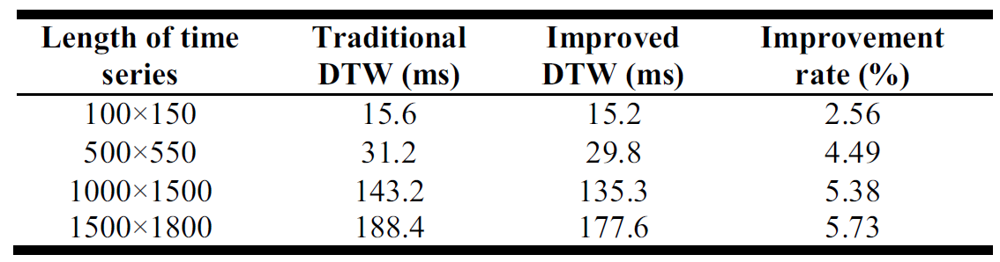 Length of time series Traditional DTW (ms) Improved DTW (ms) Improvement rate (%)
100×150 15.6 15.2 2.56
500×550 31.2 29.8 4.49
1000×1500 143.2 135.3 5.38
1500×1800 188.4 177.6 5.73